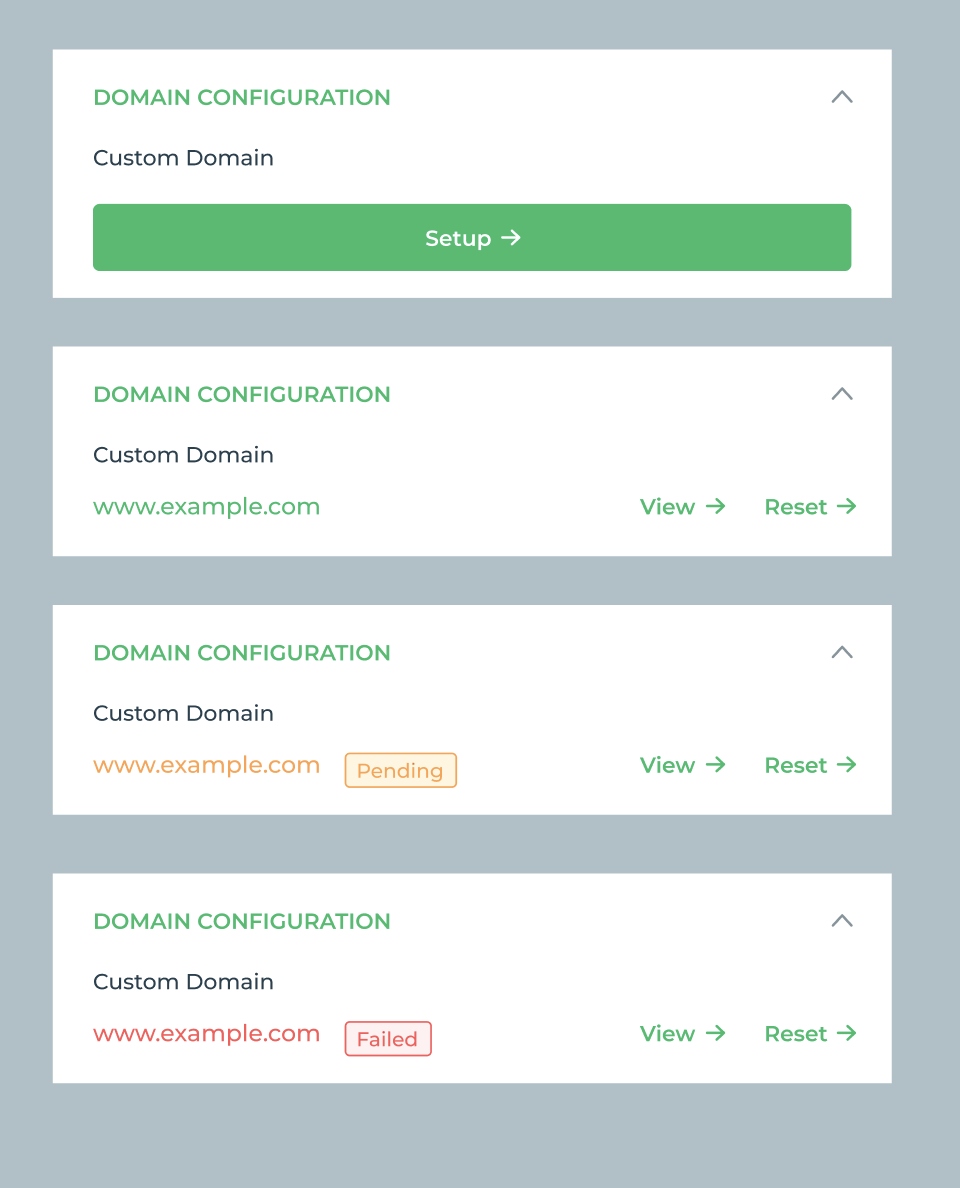 DOMAIN CONFIGURATION
Custom Domain
Setup →
DOMAIN CONFIGURATION
Custom Domain
www.example.com View → Reset →
DOMAIN CONFIGURATION
Custom Domain
www.example.com Pending View → Reset →
DOMAIN CONFIGURATION
Custom Domain
www.example.com Failed View → Reset →